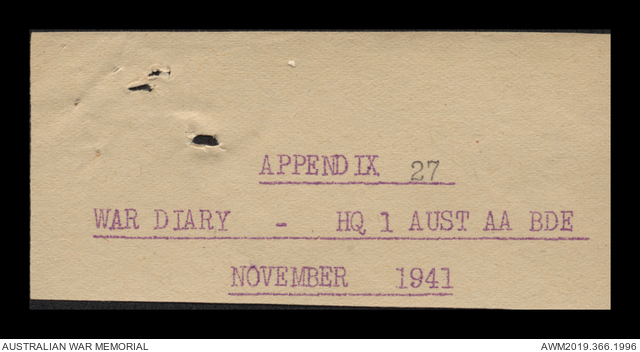 APPENDIX 27
WAR DIARY - HQ 1 AUST AA BDE
NOVEMBER 1941
AUSTRALIAN WAR MEMORIAL AWM2019.366.1996